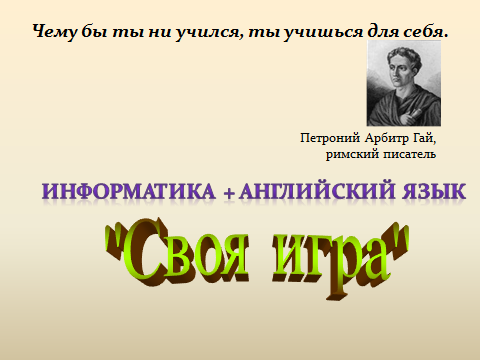 Чему бы ты ни учился, ты учишься для себя.
Петроний Арбитр Гай,
римский писатель
ИНФОРМАТИКА + АНГЛИЙСКИЙ ЯЗЫК
"Своя игра"